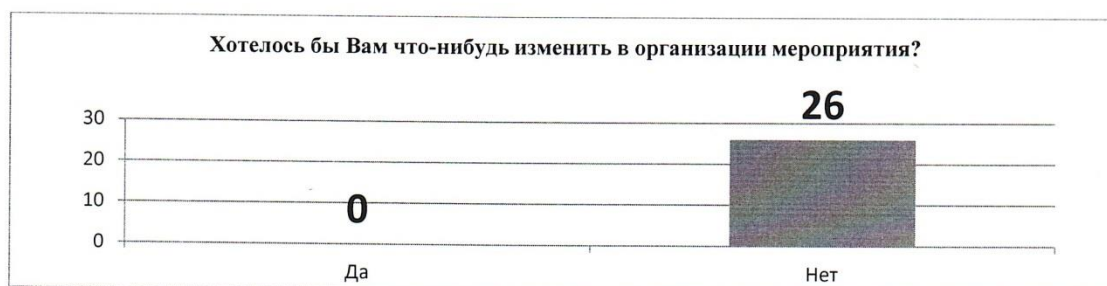 Хотелось бы Вам что-нибудь изменить в организации мероприятия?
26
30
20
10
0
0
Да
Нет